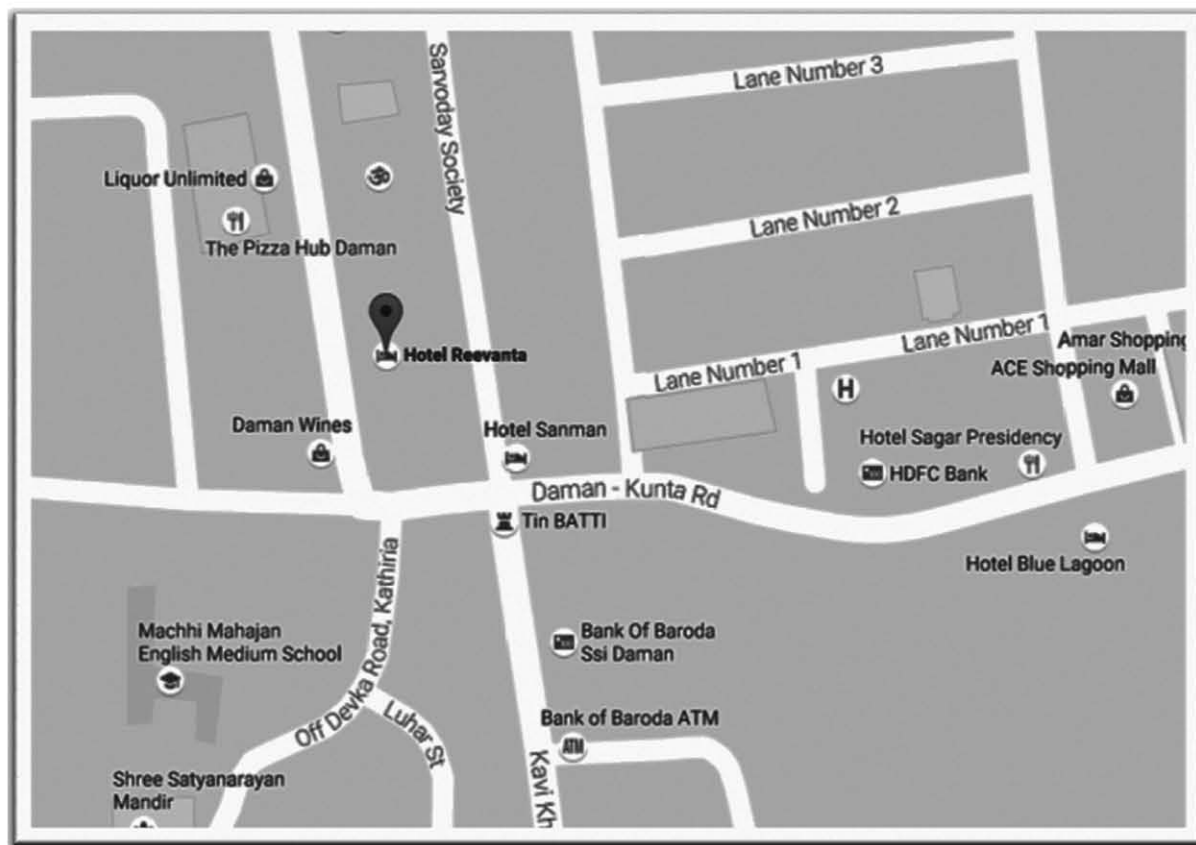 Lane Number 3
Sarvoday Society
Liquor Unlimited
Lane Number 2
The Pizza Hub Daman
Lane Number 1
Amar Shopping
Hotel Reevanta
Lane Number 1
ACE Shopping Mall
H
Daman Wines
Hotel Sanman
Hotel Sagar Presidency
HDFC Bank
Daman - Kunta Rd
Tin BATTI
Hotel Blue Lagoon
Off Devka Road, Kathiria
Machhi Mahajan
English Medium School
Bank Of Baroda
Ssi Daman
Luhar St
Bank of Baroda ATM
ATM
Kavi Kh
Shree Satyanarayan
Mandir
ॐ